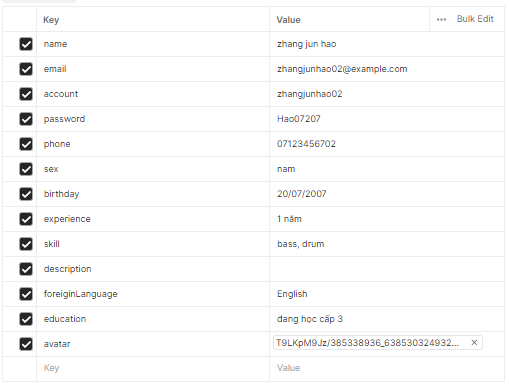 Key Value ••• Bulk Edit
name zhang jun hao
email zhangjunhao02@example.com
account zhangjunhao02
password Hao07207
phone 07123456702
sex nam
birthday 20/07/2007
experience 1 năm
skill bass, drum
description
foreiginLanguage English
education đang học cấp 3
avatar T9LKpM9Jz/385338936_638530324932...
Key Value